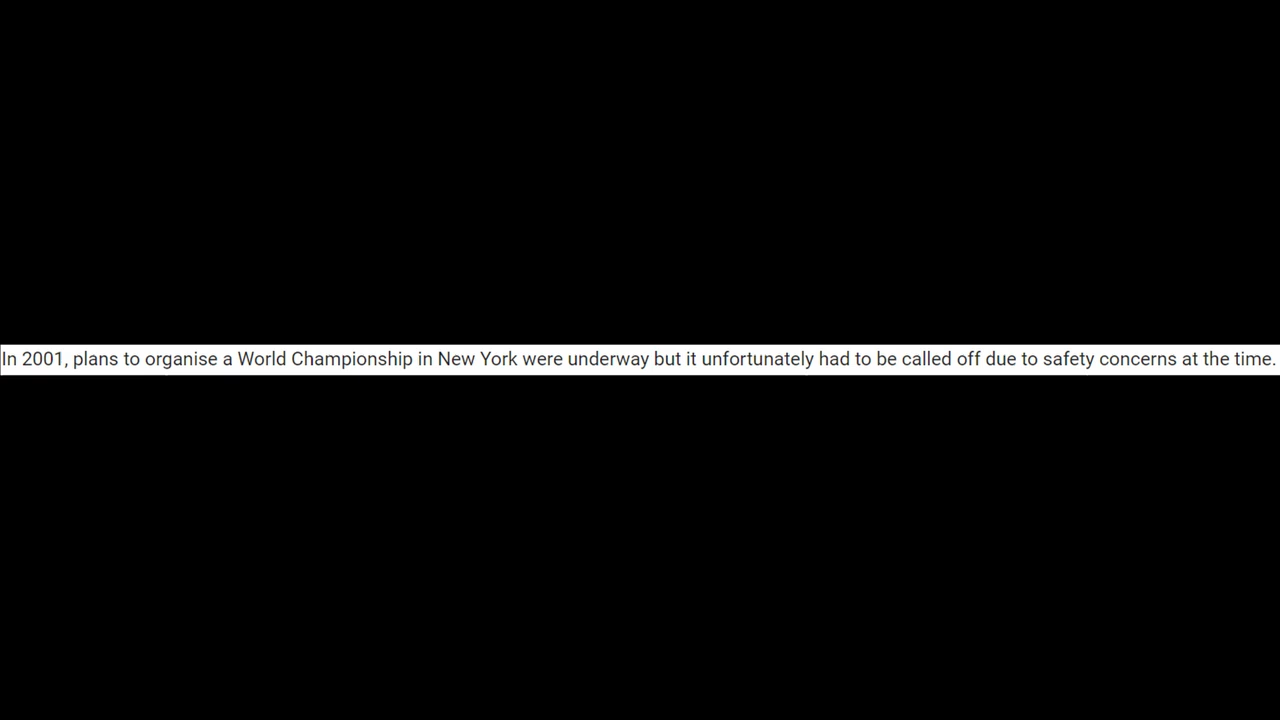 In 2001, plans to organise a World Championship in New York were underway but it unfortunately had to be called off due to safety concerns at the time.